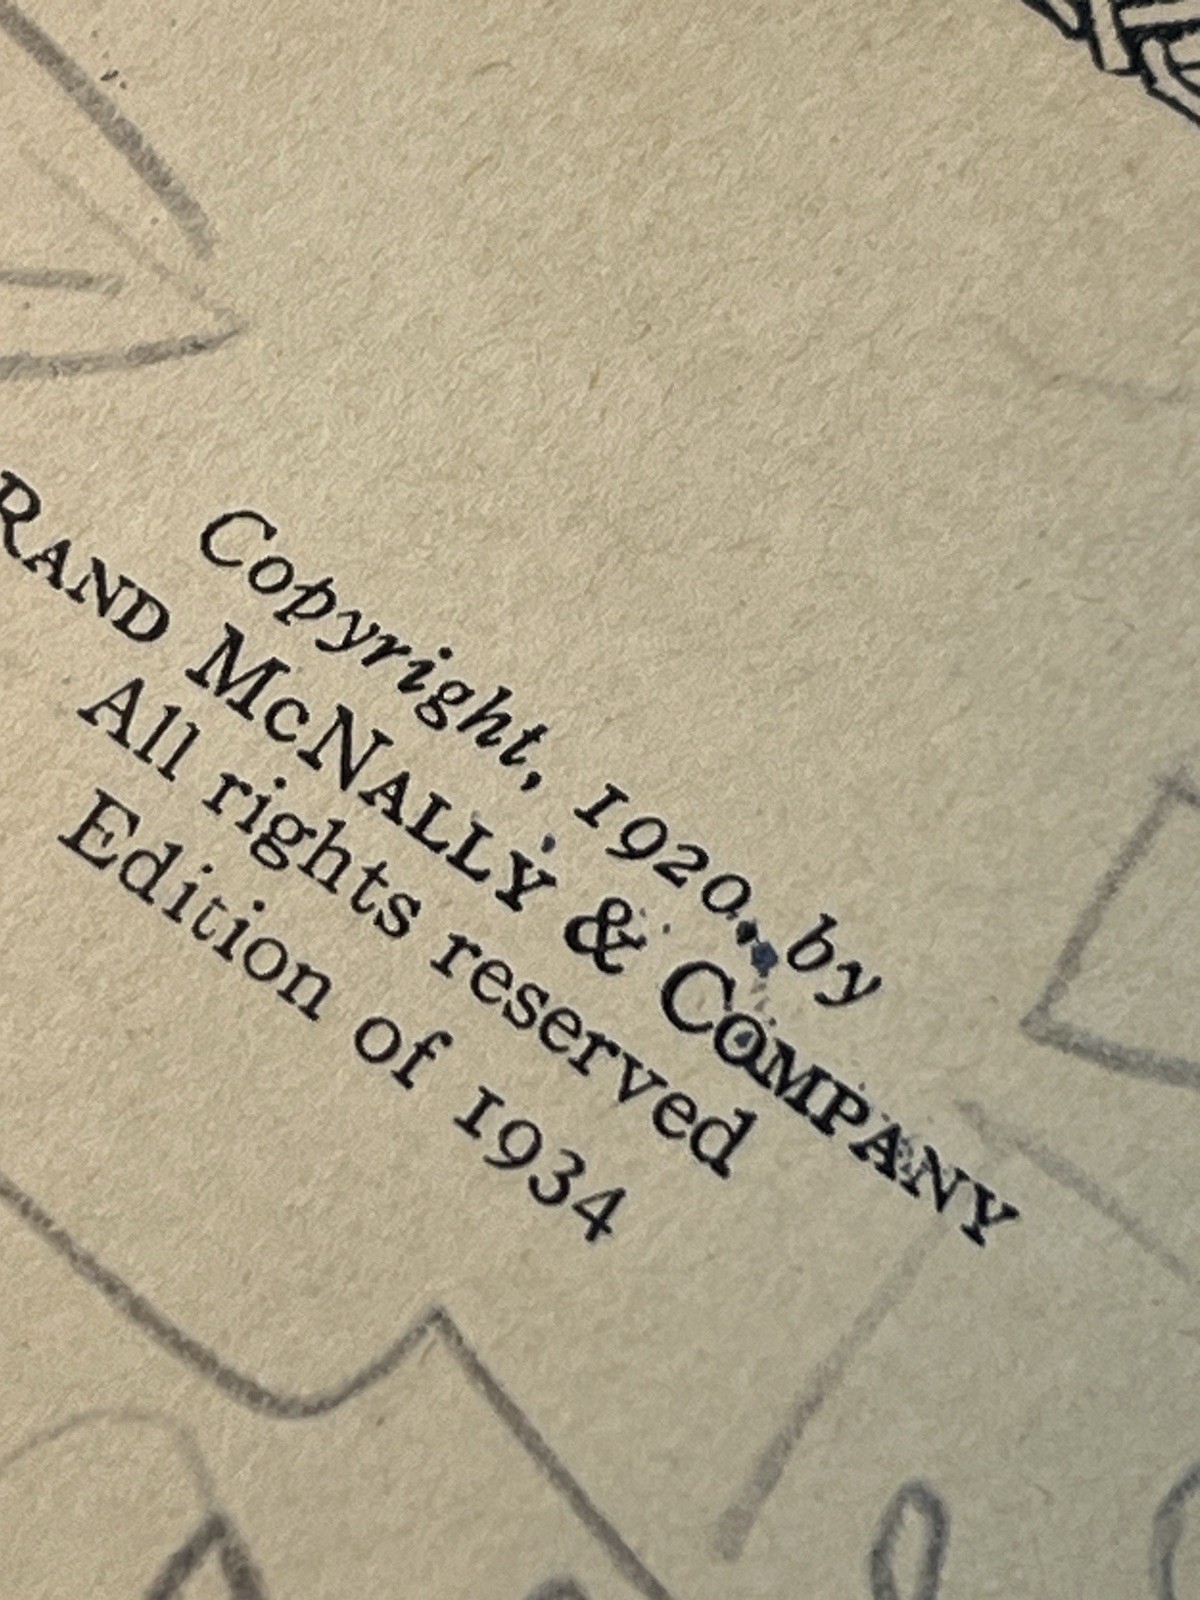 Copyright, 1920, by
RAND McNALLY & COMPANY
All rights reserved
Edition of 1934